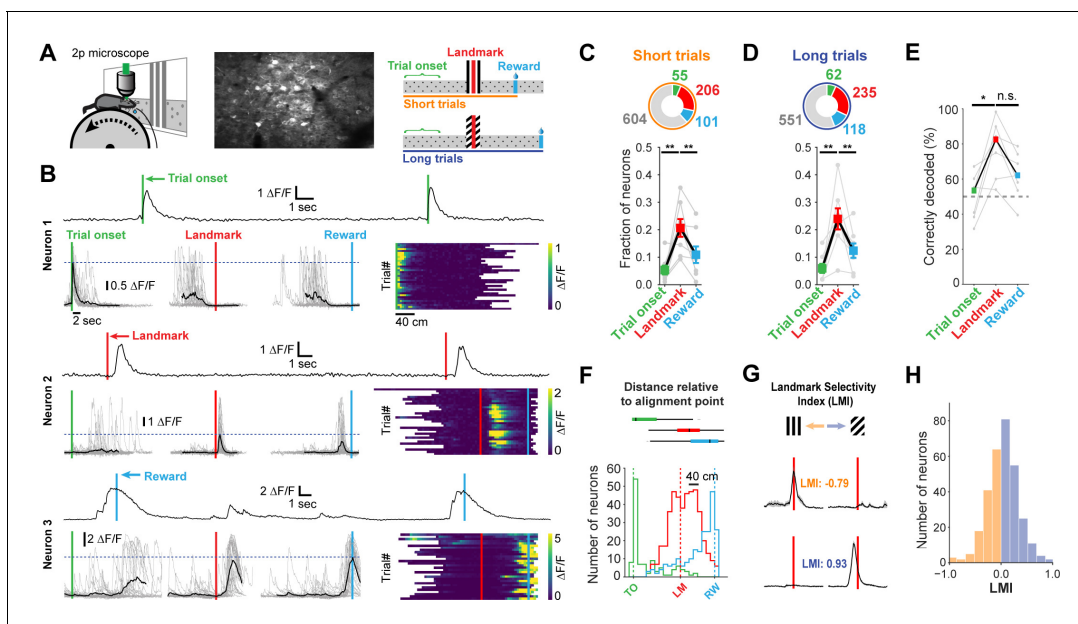 A
2p microscope
Trial onset
Landmark
Reward
Short trials
Long trials
B
Neuron 1
Trial onset
1 ΔF/F
1 sec
Trial onset
Landmark
Reward
0.5 ΔF/F
2 sec
Trial#
40 cm
1
0
ΔF/F
Neuron 2
Landmark
1 ΔF/F
1 sec
1 ΔF/F
Trial#
2
0
ΔF/F
Neuron 3
Reward
2 ΔF/F
1 sec
2 ΔF/F
Trial#
5
0
ΔF/F
C
Short trials
55
206
101
604
** **
Fraction of neurons
0.5
0.4
0.3
0.2
0.1
0.0
Trial onset
Landmark
Reward
D
Long trials
62
235
118
551
** **
0.5
0.4
0.3
0.2
0.1
0.0
Trial onset
Landmark
Reward
E
* n.s.
Correctly decoded (%)
100
80
60
40
20
0
Trial onset
Landmark
Reward
F
Distance relative
to alignment point
40 cm
Number of neurons
60
50
40
30
20
10
0
TO
LM
RW
G
Landmark Selectivity
Index (LMI)
LMI: -0.79
LMI: 0.93
H
Number of neurons
80
60
40
20
0
−1.0
0.0
1.0
LMI